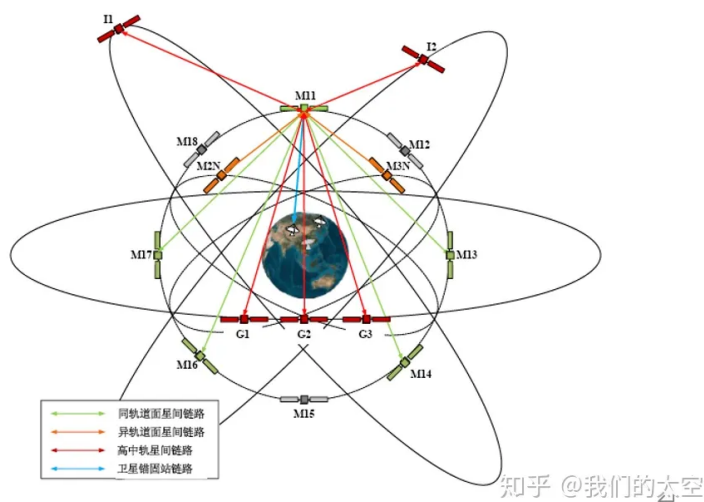 I1
I2
M11
M18
M12
M2N
M3N
M17
M13
G1
G2
G3
M16
M14
M15
同轨道面星间链路
异轨道面星间链路
高中轨星间链路
卫星锚固站链路
知乎 @我们的太空